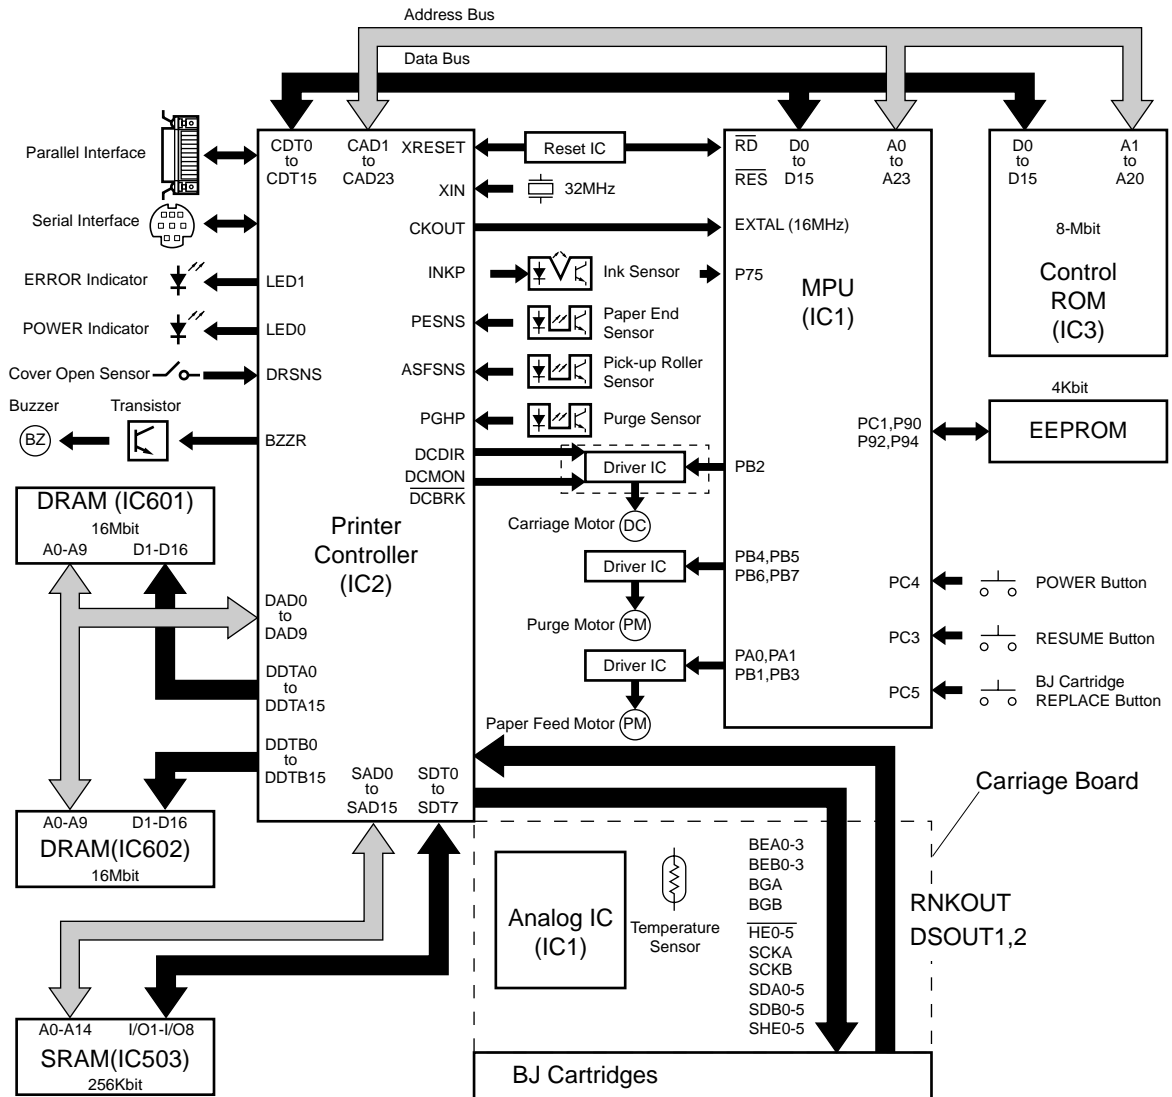 Address Bus
Data Bus
Parallel Interface
Serial Interface
ERROR Indicator
POWER Indicator
Cover Open Sensor
Buzzer
Transistor
BZ
CDT0
to
CDT15
CAD1
to
CAD23
XRESET
XIN
CKOUT
INKP
PESNS
ASFSNS
PGHP
DCDIR
DCMON
DCBRK
LED1
LED0
DRSNS
BZZR
Printer
Controller
(IC2)
DAD0
to
DAD9
DDTA0
to
DDTA15
DDTB0
to
DDTB15
SAD0
to
SAD15
SDT0
to
SDT7
Reset IC
32MHz
Ink Sensor
Paper End
Sensor
Pick-up Roller
Sensor
Purge Sensor
Driver IC
Carriage Motor
DC
Driver IC
Purge Motor
PM
Driver IC
Paper Feed Motor
PM
RD
RES
D0
to
D15
A0
to
A23
EXTAL (16MHz)
P75
MPU
(IC1)
PC1,P90
P92,P94
PB2
PB4,PB5
PB6,PB7
PA0,PA1
PB1,PB3
PC4
PC3
PC5
D0
to
D15
A1
to
A20
8-Mbit
Control
ROM
(IC3)
4Kbit
EEPROM
POWER Button
RESUME Button
BJ Cartridge
REPLACE Button
DRAM (IC601)
16Mbit
A0-A9
D1-D16
A0-A9
D1-D16
DRAM(IC602)
16Mbit
A0-A14
I/O1-I/O8
SRAM(IC503)
256Kbit
Carriage Board
Analog IC
(IC1)
Temperature
Sensor
BEA0-3
BEB0-3
BGA
BGB
HE0-5
SCKA
SCKB
SDA0-5
SDB0-5
SHE0-5
RNKOUT
DSOUT1,2
BJ Cartridges